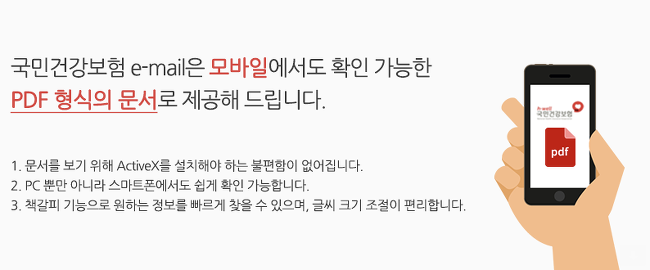 국민건강보험 e-mail은 모바일에서도 확인 가능한
PDF 형식의 문서로 제공해 드립니다.
1. 문서를 보기 위해 ActiveX를 설치해야 하는 불편함이 없어집니다.
2. PC 뿐만 아니라 스마트폰에서도 쉽게 확인 가능합니다.
3. 책갈피 기능으로 원하는 정보를 빠르게 찾을 수 있으며, 글씨 크기 조절이 편리합니다.
e-mail
국민건강보험
pdf